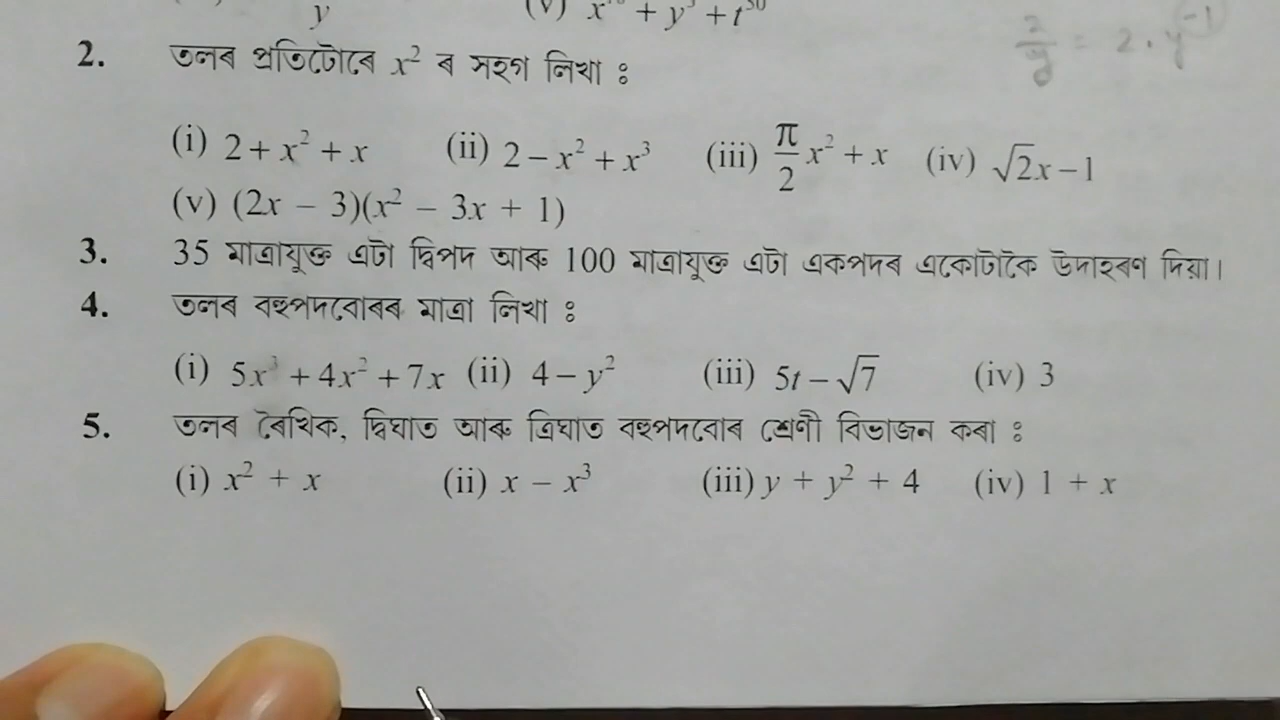 y (v) x + y + t
2/y = 2 · y⁻¹
2. তলৰ প্ৰতিটোৰে x² ৰ সহগ লিখা :
(i) 2 + x² + x (ii) 2 – x² + x³ (iii) π/2 x² + x (iv) √2x – 1
(v) (2x – 3)(x² – 3x + 1)
3. 35 মাত্ৰাযুক্ত এটা দ্বিপদ আৰু 100 মাত্ৰাযুক্ত এটা একপদৰ একোটাকৈ উদাহৰণ দিয়া।
4. তলৰ বহুপদবোৰৰ মাত্ৰা লিখা :
(i) 5x³ + 4x² + 7x (ii) 4 – y² (iii) 5t – √7 (iv) 3
5. তলৰ ৰৈখিক, দ্বিঘাত আৰু ত্ৰিঘাত বহুপদবোৰ শ্ৰেণী বিভাজন কৰা :
(i) x² + x (ii) x – x³ (iii) y + y² + 4 (iv) 1 + x